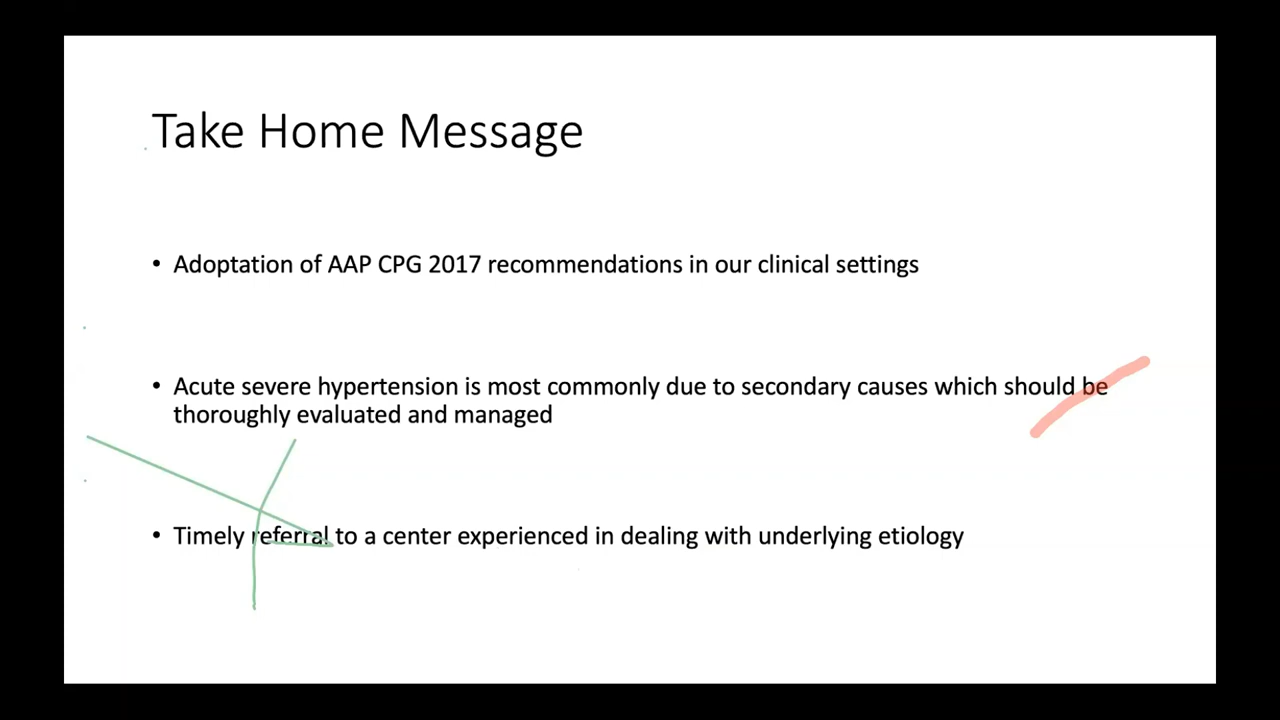 Take Home Message
• Adoptation of AAP CPG 2017 recommendations in our clinical settings
• Acute severe hypertension is most commonly due to secondary causes which should be
thoroughly evaluated and managed
• Timely referral to a center experienced in dealing with underlying etiology